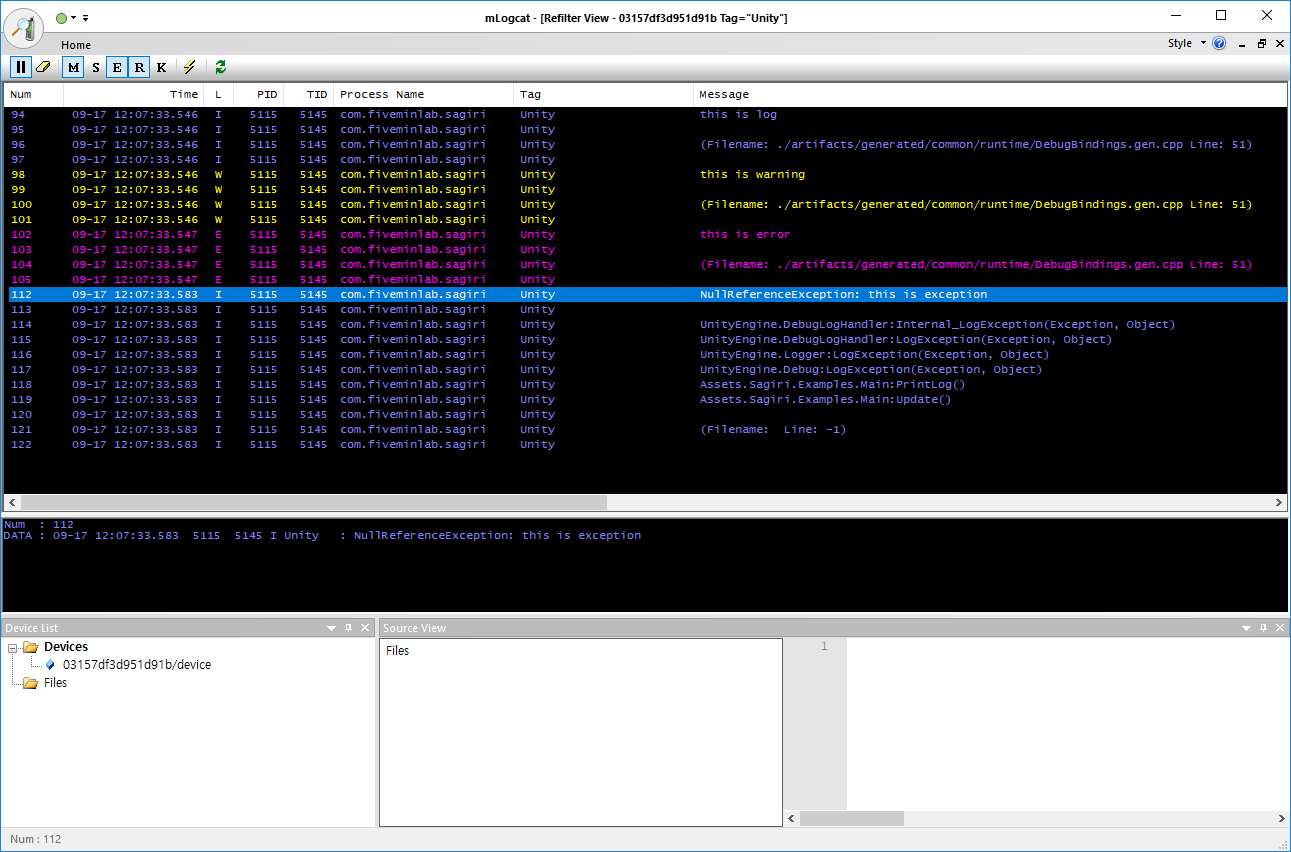 mLogcat - [Refilter View - 03157df3d951d91b Tag="Unity"]
Home Style
M S E R K
Num Time L PID TID Process Name Tag Message
94 09-17 12:07:33.546 I 5115 5145 com.fiveminlab.sagiri Unity this is log
95 09-17 12:07:33.546 I 5115 5145 com.fiveminlab.sagiri Unity
96 09-17 12:07:33.546 I 5115 5145 com.fiveminlab.sagiri Unity (Filename: ./artifacts/generated/common/runtime/DebugBindings.gen.cpp Line: 51)
97 09-17 12:07:33.546 I 5115 5145 com.fiveminlab.sagiri Unity
98 09-17 12:07:33.546 W 5115 5145 com.fiveminlab.sagiri Unity this is warning
99 09-17 12:07:33.546 W 5115 5145 com.fiveminlab.sagiri Unity
100 09-17 12:07:33.546 W 5115 5145 com.fiveminlab.sagiri Unity (Filename: ./artifacts/generated/common/runtime/DebugBindings.gen.cpp Line: 51)
101 09-17 12:07:33.546 W 5115 5145 com.fiveminlab.sagiri Unity
102 09-17 12:07:33.547 E 5115 5145 com.fiveminlab.sagiri Unity this is error
103 09-17 12:07:33.547 E 5115 5145 com.fiveminlab.sagiri Unity
104 09-17 12:07:33.547 E 5115 5145 com.fiveminlab.sagiri Unity (Filename: ./artifacts/generated/common/runtime/DebugBindings.gen.cpp Line: 51)
105 09-17 12:07:33.547 E 5115 5145 com.fiveminlab.sagiri Unity
112 09-17 12:07:33.583 I 5115 5145 com.fiveminlab.sagiri Unity NullReferenceException: this is exception
113 09-17 12:07:33.583 I 5115 5145 com.fiveminlab.sagiri Unity
114 09-17 12:07:33.583 I 5115 5145 com.fiveminlab.sagiri Unity UnityEngine.DebugLogHandler:Internal_LogException(Exception, Object)
115 09-17 12:07:33.583 I 5115 5145 com.fiveminlab.sagiri Unity UnityEngine.DebugLogHandler:LogException(Exception, Object)
116 09-17 12:07:33.583 I 5115 5145 com.fiveminlab.sagiri Unity UnityEngine.Logger:LogException(Exception, Object)
117 09-17 12:07:33.583 I 5115 5145 com.fiveminlab.sagiri Unity UnityEngine.Debug:LogException(Exception, Object)
118 09-17 12:07:33.583 I 5115 5145 com.fiveminlab.sagiri Unity Assets.Sagiri.Examples.Main:PrintLog()
119 09-17 12:07:33.583 I 5115 5145 com.fiveminlab.sagiri Unity Assets.Sagiri.Examples.Main:Update()
120 09-17 12:07:33.583 I 5115 5145 com.fiveminlab.sagiri Unity
121 09-17 12:07:33.583 I 5115 5145 com.fiveminlab.sagiri Unity (Filename:  Line: -1)
122 09-17 12:07:33.583 I 5115 5145 com.fiveminlab.sagiri Unity
Num  : 112
DATA : 09-17 12:07:33.583  5115  5145 I Unity   : NullReferenceException: this is exception
Device List
Devices
03157df3d951d91b/device
Files
Source View
Files
1
Num : 112